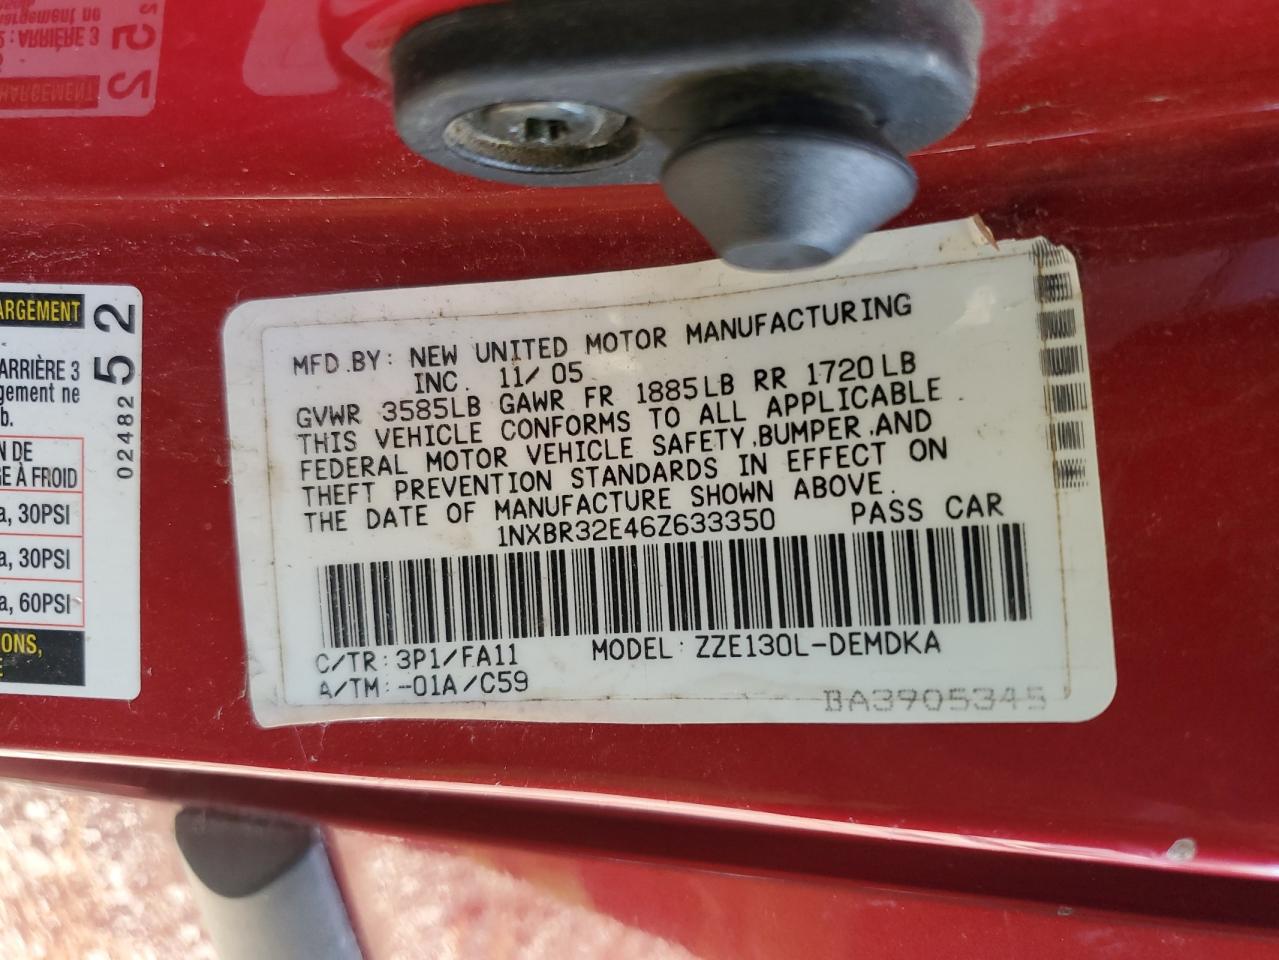 ARGEMENT
ARRIÈRE 3
gement ne
b.
N DE
E À FROID
a, 30PSI
a, 30PSI
a, 60PSI
ONS,
E
02482 52
MFD.BY: NEW UNITED MOTOR MANUFACTURING
INC. 11/05
GVWR 3585LB GAWR FR 1885LB RR 1720LB
THIS VEHICLE CONFORMS TO ALL APPLICABLE
FEDERAL MOTOR VEHICLE SAFETY,BUMPER,AND
THEFT PREVENTION STANDARDS IN EFFECT ON
THE DATE OF MANUFACTURE SHOWN ABOVE.
1NXBR32E46Z633350 PASS CAR
C/TR:3P1/FA11 MODEL:ZZE130L-DEMDKA
A/TM:-01A/C59
BA3905345